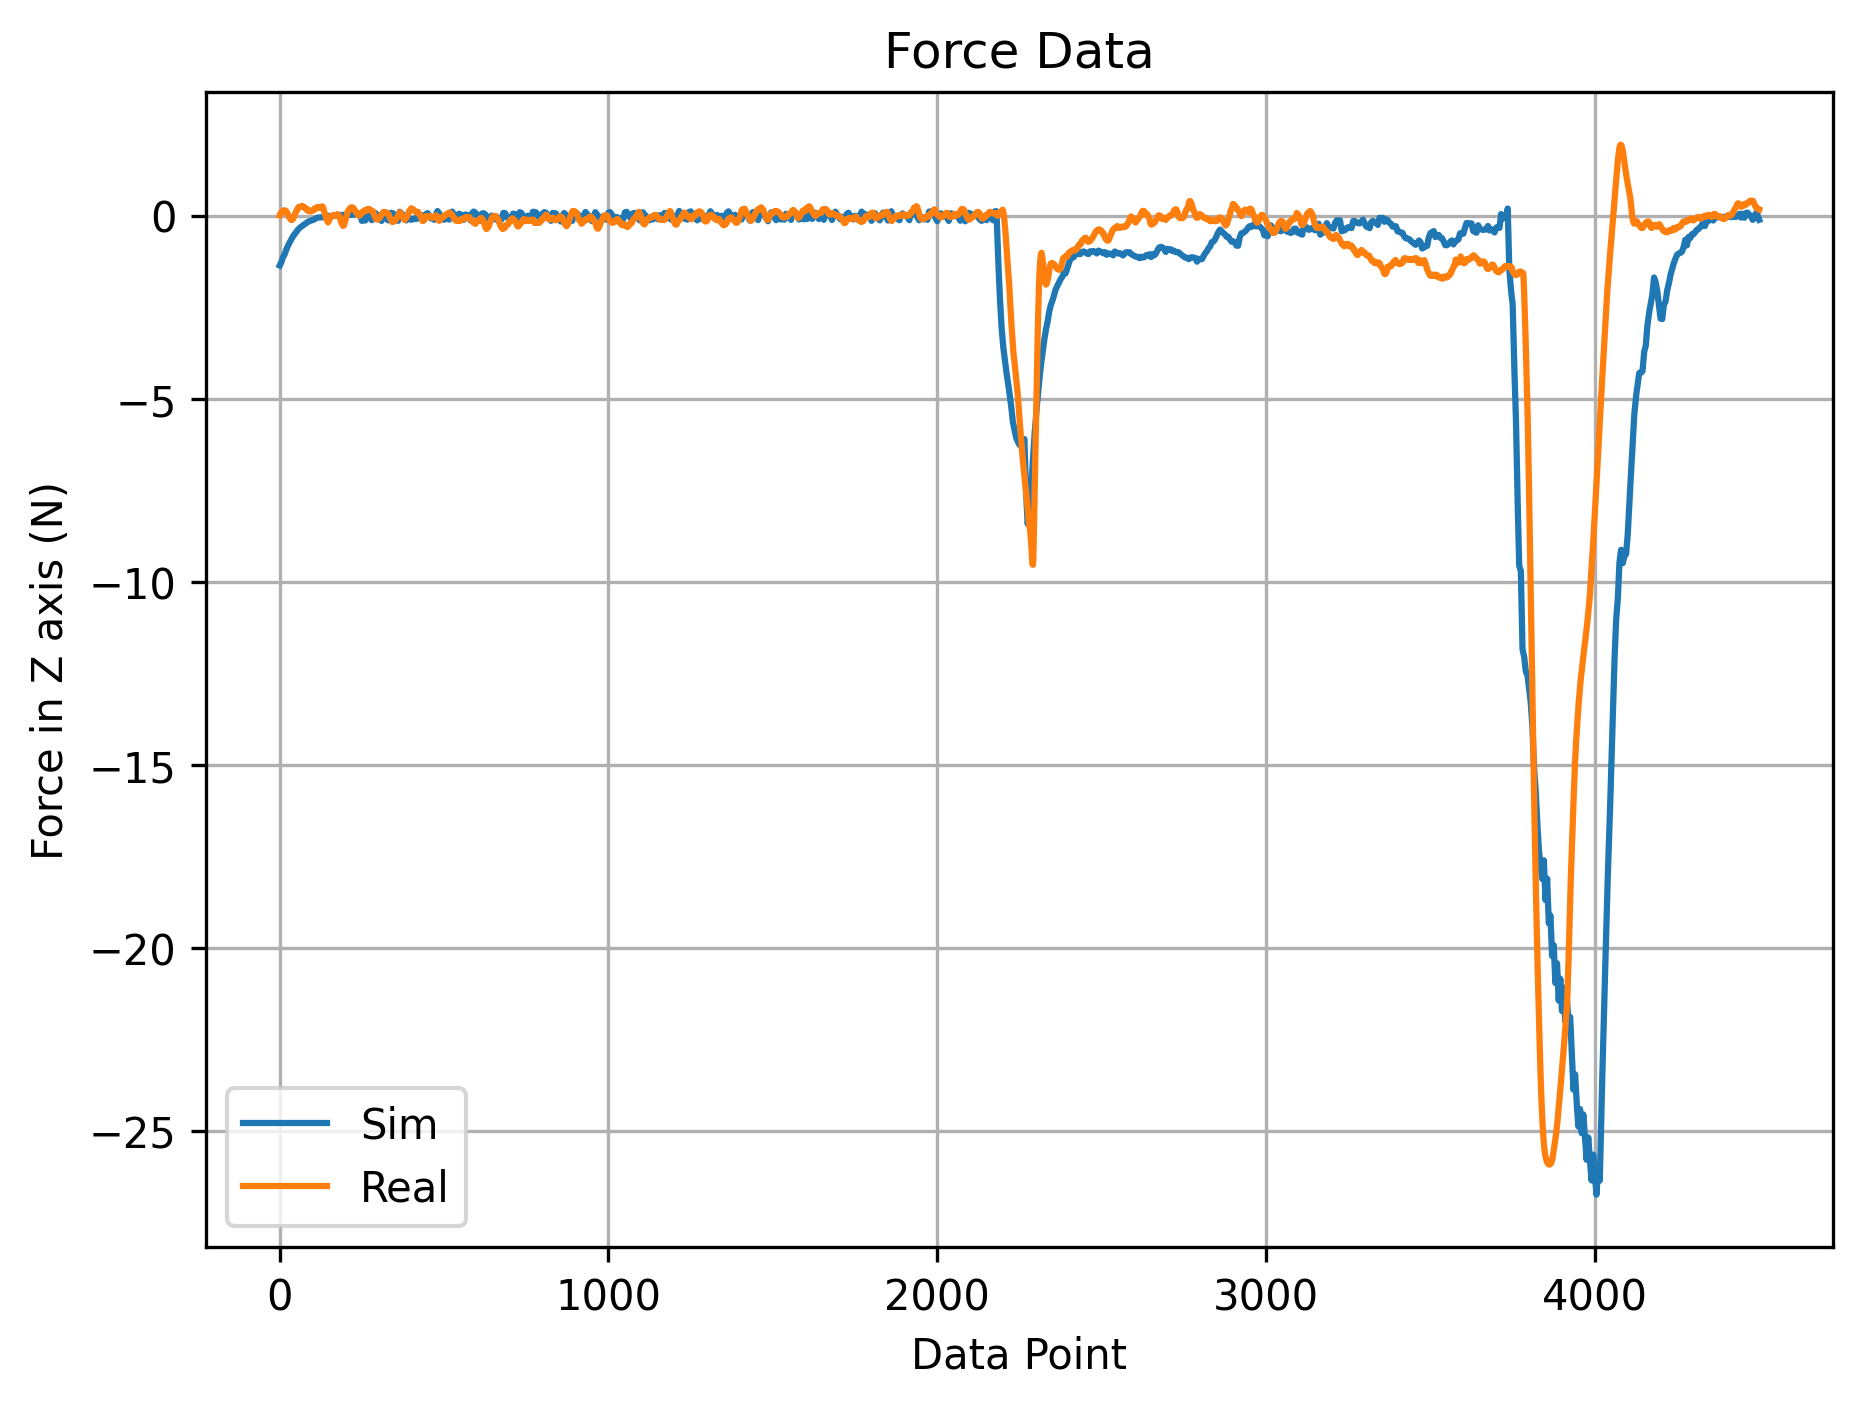 Force Data
Force in Z axis (N)
0
−5
−10
−15
−20
−25
Sim
Real
0 1000 2000 3000 4000
Data Point